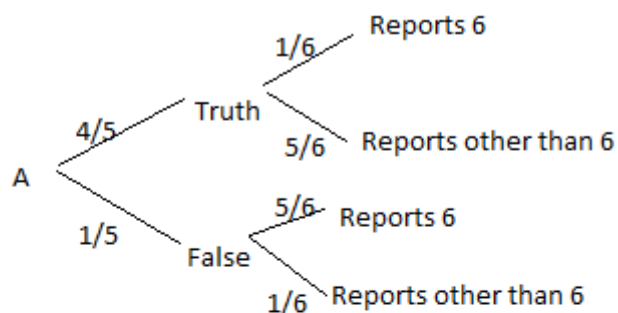 Reports 6
1/6
Truth
4/5
5/6
Reports other than 6
A
5/6
Reports 6
1/5
False
1/6
Reports other than 6